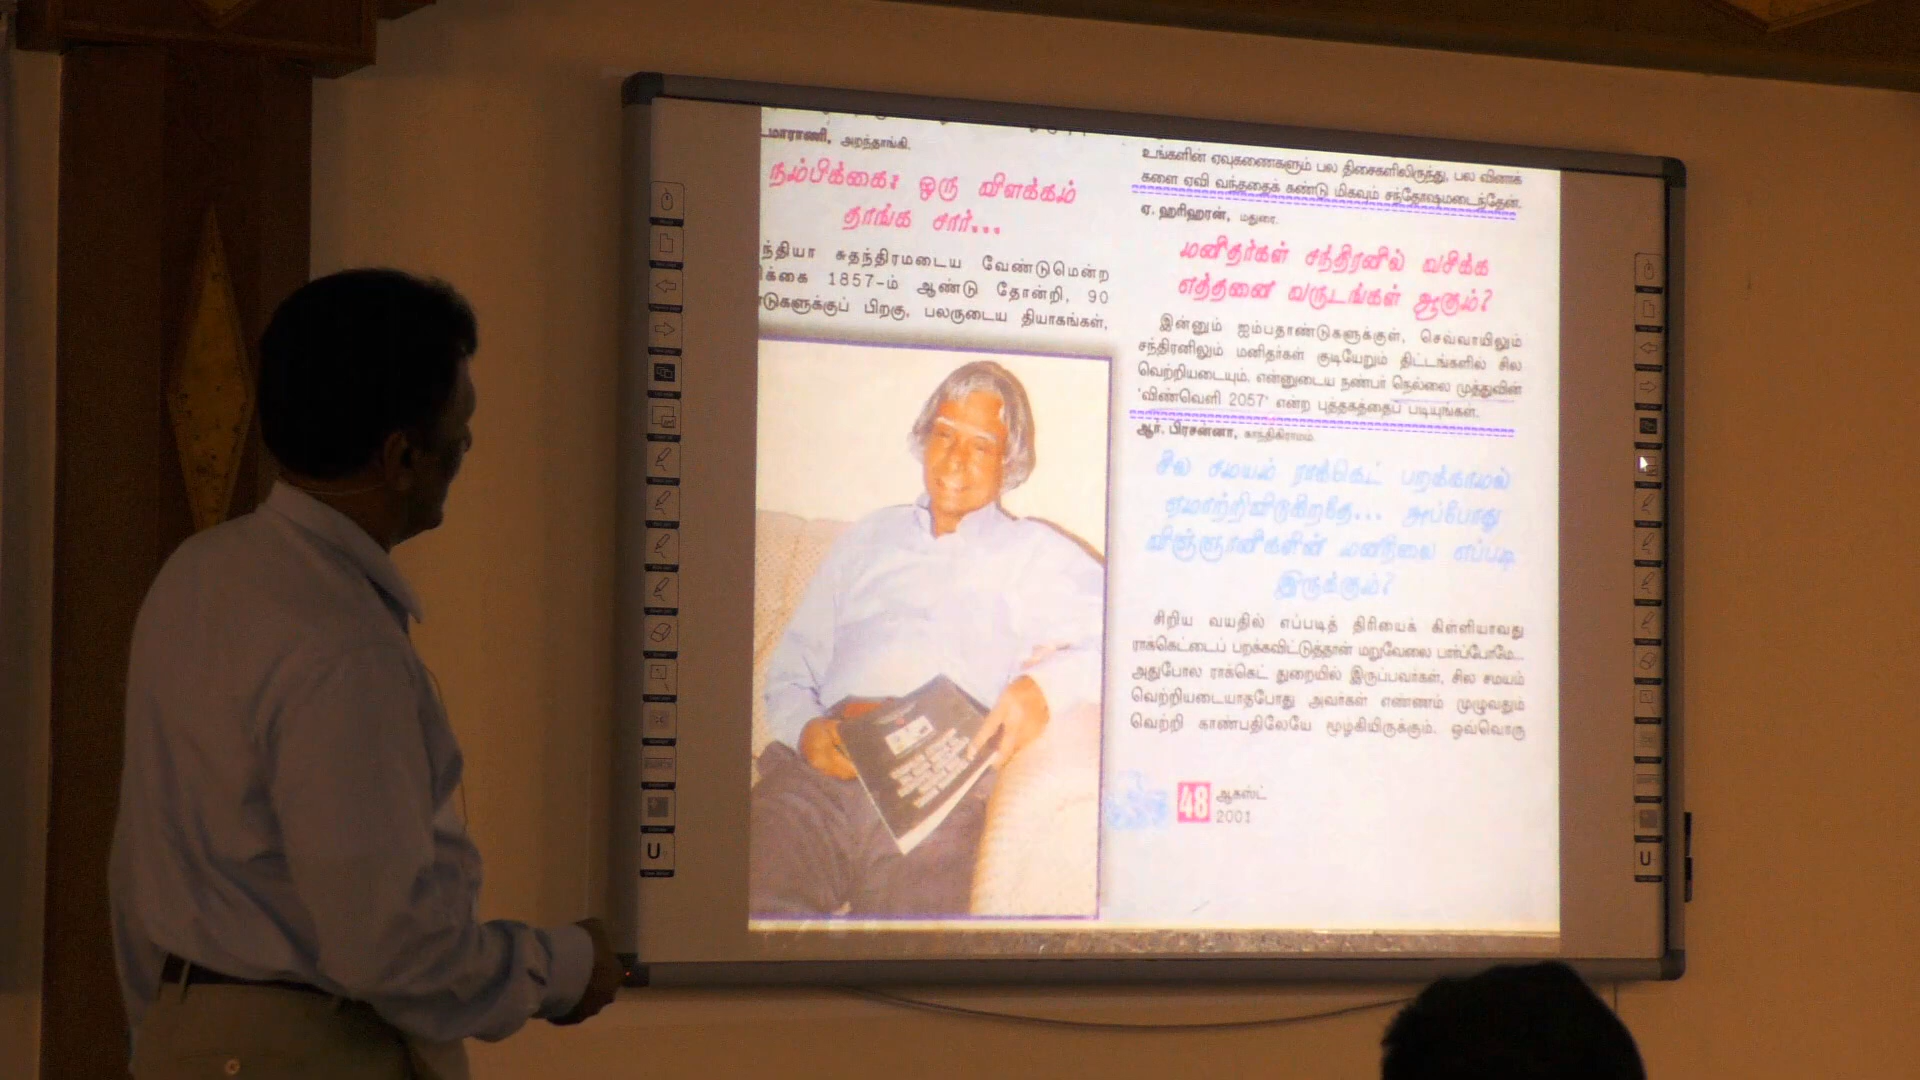 டமாராணி, அறந்தாங்கி.
நம்பிக்கை: ஒரு விளக்கம்
தாங்க சார்...
ந்தியா சுதந்திரமடைய வேண்டுமென்ற
பிக்கை 1857-ம் ஆண்டு தோன்றி, 90
டுகளுக்குப் பிறகு, பலருடைய தியாகங்கள்,
உங்களின் ஏவுகணைகளும் பல திசைகளிலிருந்து, பல வினாக்
களை ஏவி வந்ததைக் கண்டு மிகவும் சந்தோஷமடைந்தேன்.
ஏ. ஹரிஹரன், மதுரை.
மனிதர்கள் சந்திரனில் வசிக்க
எத்தனை வருடங்கள் ஆகும்?
இன்னும் ஐம்பதாண்டுகளுக்குள், செவ்வாயிலும்
சந்திரனிலும் மனிதர்கள் குடியேறும் திட்டங்களில் சில
வெற்றியடையும். என்னுடைய நண்பர் நெல்லை முத்துவின்
'விண்வெளி 2057' என்ற புத்தகத்தைப் படியுங்கள்.
ஆர். பிரசன்னா, காந்திகிராமம்.
சில சமயம் ராக்கெட் பறக்காமல்
ஏமாற்றிவிடுகிறதே... அப்போது
விஞ்ஞானிகளின் மனநிலை எப்படி
இருக்கும்?
சிறிய வயதில் எப்படித் திரியைக் கிள்ளியாவது
ராக்கெட்டைப் பறக்கவிட்டுத்தான் மறுவேலை பார்ப்போமே...
அதுபோல ராக்கெட் துறையில் இருப்பவர்கள், சில சமயம்
வெற்றியடையாதபோது அவர்கள் எண்ணம் முழுவதும்
வெற்றி காண்பதிலேயே மூழ்கியிருக்கும். ஒவ்வொரு
48 ஆகஸ்ட்
2001